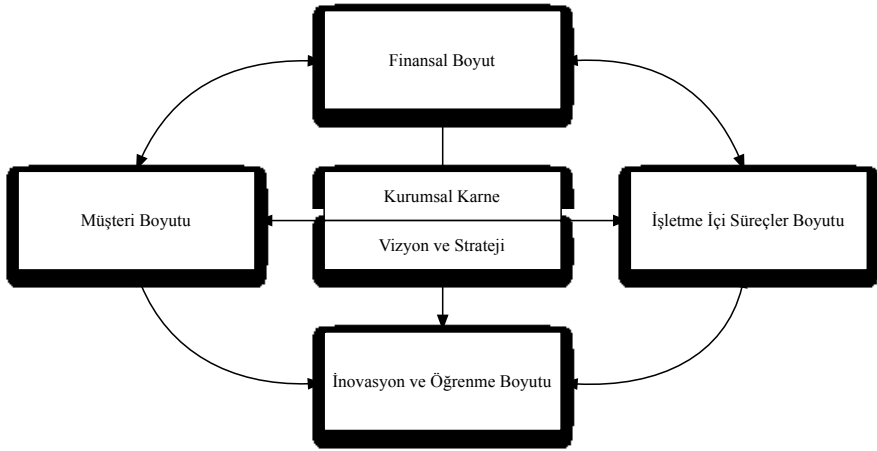 Finansal Boyut
Kurumsal Karne
Müşteri Boyutu
İşletme İçi Süreçler Boyutu
Vizyon ve Strateji
İnovasyon ve Öğrenme Boyutu